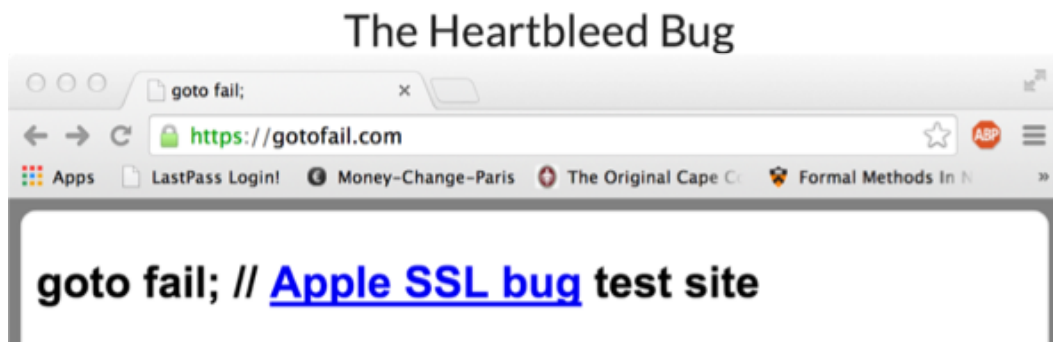 The Heartbleed Bug
goto fail;
https://gotofail.com
ABP
Apps LastPass Login! Money-Change-Paris The Original Cape Formal Methods In »
goto fail; // Apple SSL bug test site